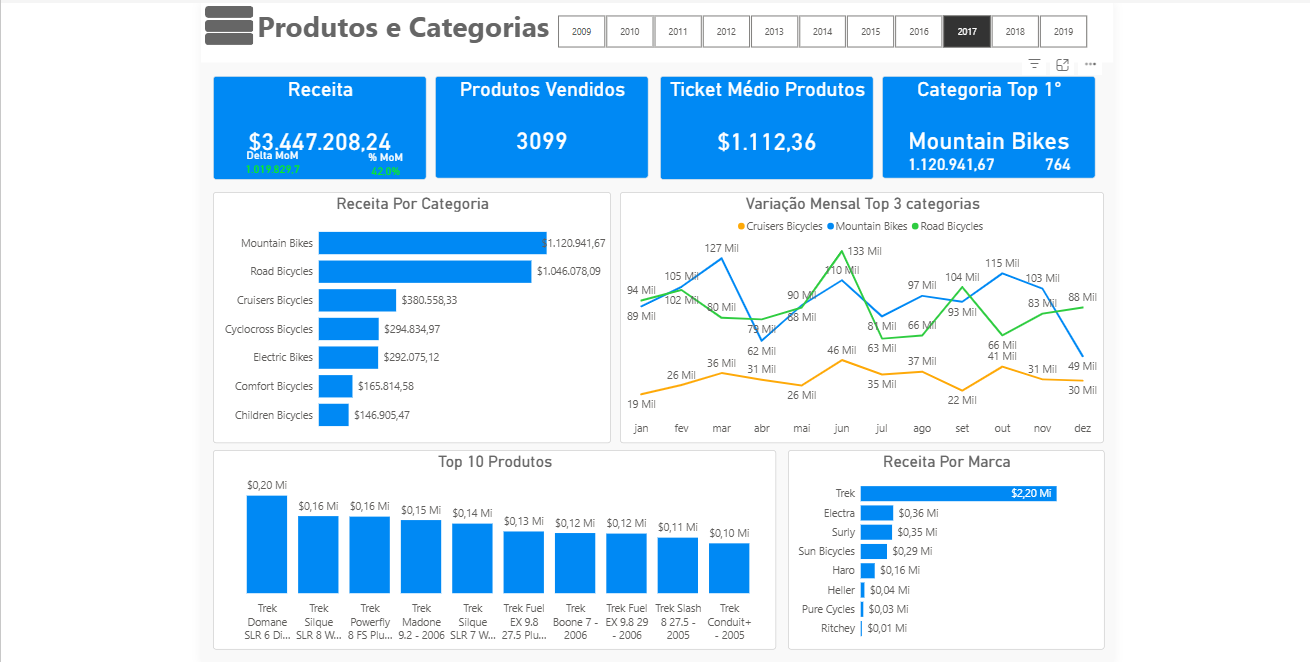 Produtos e Categorias
2009 2010 2011 2012 2013 2014 2015 2016 2017 2018 2019
Receita
$3.447.208,24
Delta MoM
% MoM
1.019.829,7
42,0%
Produtos Vendidos
3099
Ticket Médio Produtos
$1.112,36
Categoria Top 1°
Mountain Bikes
1.120.941,67 764
Receita Por Categoria
Mountain Bikes $1.120.941,67
Road Bicycles $1.046.078,09
Cruisers Bicycles $380.558,33
Cyclocross Bicycles $294.834,97
Electric Bikes $292.075,12
Comfort Bicycles $165.814,58
Children Bicycles $146.905,47
Variação Mensal Top 3 categorias
Cruisers Bicycles Mountain Bikes Road Bicycles
94 Mil 105 Mil 127 Mil 79 Mil 90 Mil 133 Mil 97 Mil 104 Mil 115 Mil 103 Mil 88 Mil
89 Mil 102 Mil 80 Mil 62 Mil 88 Mil 110 Mil 81 Mil 66 Mil 93 Mil 66 Mil 83 Mil 49 Mil
63 Mil
19 Mil 26 Mil 36 Mil 31 Mil 26 Mil 46 Mil 35 Mil 37 Mil 22 Mil 41 Mil 31 Mil 30 Mil
jan fev mar abr mai jun jul ago set out nov dez
Top 10 Produtos
$0,20 Mi $0,16 Mi $0,16 Mi $0,15 Mi $0,14 Mi $0,13 Mi $0,12 Mi $0,12 Mi $0,11 Mi $0,10 Mi
Trek Trek Trek Trek Trek Trek Fuel Trek Trek Fuel Trek Slash Trek
Domane Silque Powerfly Madone Silque EX 9.8 Boone 7 - EX 9.8 29 8 27.5 - Conduit+
SLR 6 Di... SLR 8 W... 8 FS Plu... 9.2 - 2006 SLR 7 W... 27.5 Plu... 2006 - 2006 2005 - 2005
Receita Por Marca
Trek $2,20 Mi
Electra $0,36 Mi
Surly $0,35 Mi
Sun Bicycles $0,29 Mi
Haro $0,16 Mi
Heller $0,04 Mi
Pure Cycles $0,03 Mi
Ritchey $0,01 Mi